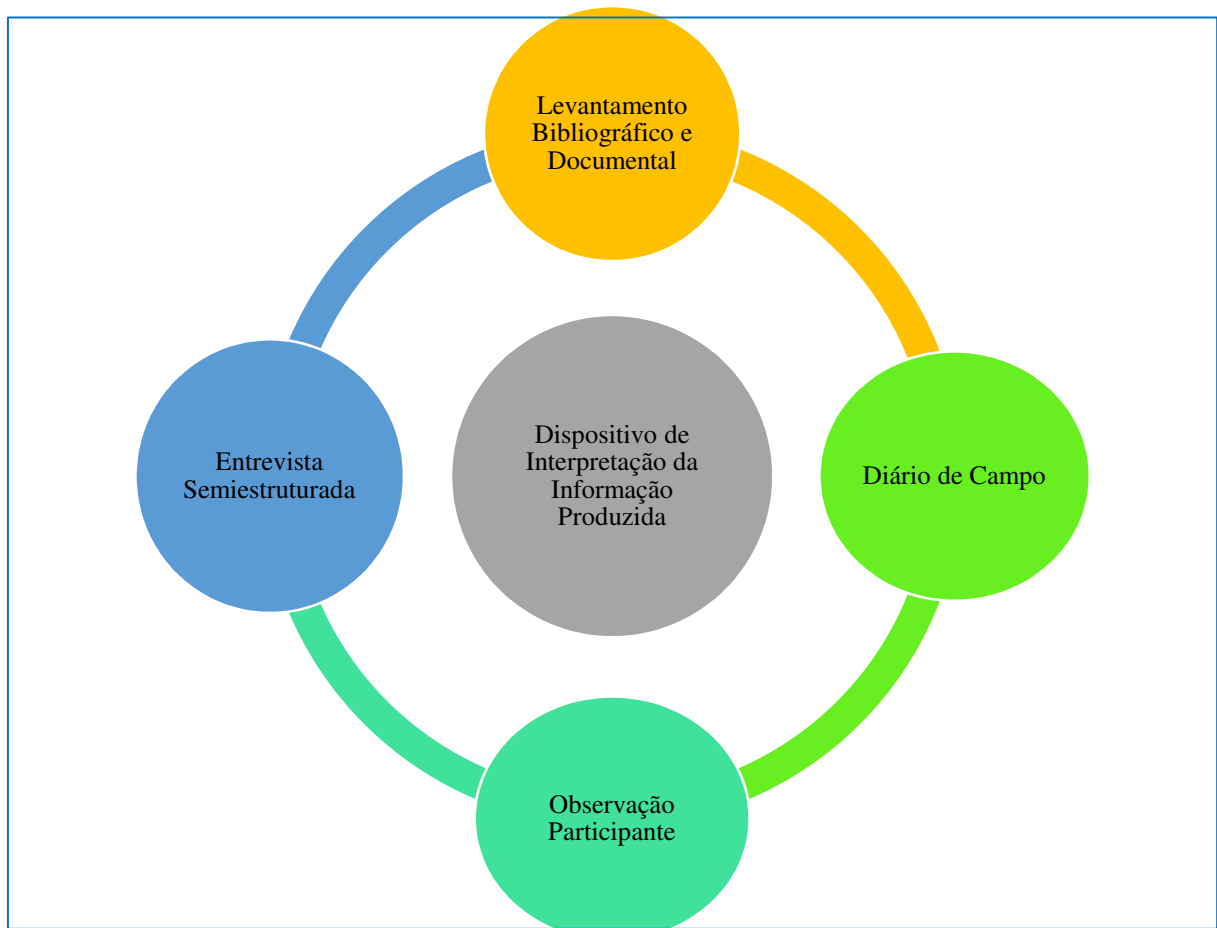 Levantamento
Bibliográfico e
Documental
Entrevista
Semiestruturada
Dispositivo de
Interpretação da
Informação
Produzida
Diário de Campo
Observação
Participante